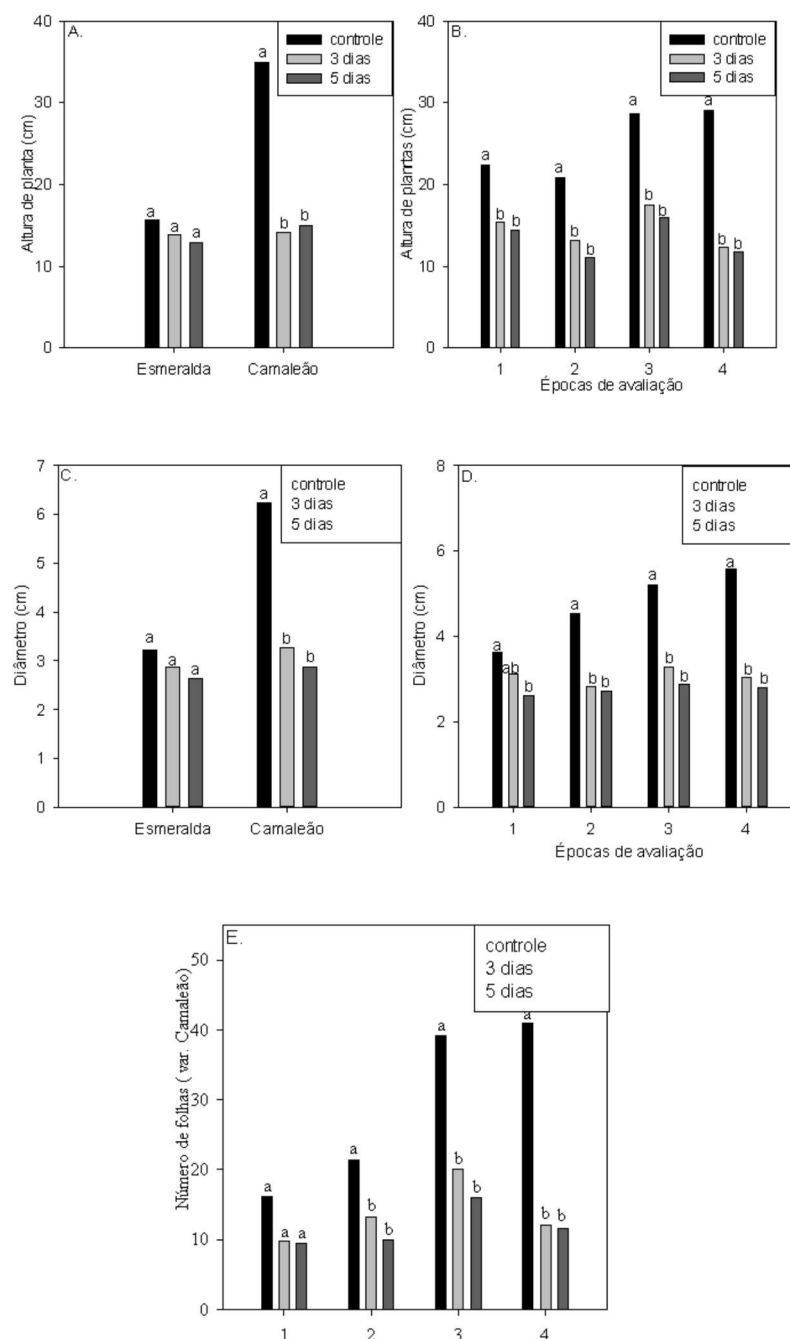 A.
controle
3 dias
5 dias
Altura de planta (cm)
40
30
20
10
0
a
a
a
a
b
b
Esmeralda
Camaleão
B.
controle
3 dias
5 dias
Altura de planrtas (cm)
40
30
20
10
0
a
b
b
a
b
b
a
b
b
a
b
b
1
2
3
4
Épocas de avaliação
C.
controle
3 dias
5 dias
Diâmetro (cm)
7
6
5
4
3
2
1
0
a
a
a
a
b
b
Esmeralda
Camaleão
D.
controle
3 dias
5 dias
Diâmetro (cm)
8
6
4
2
0
a
ab
b
a
b
b
a
b
b
a
b
b
1
2
3
4
Épocas de avaliação
E.
controle
3 dias
5 dias
Número de folhas ( var. Camaleão)
50
40
30
20
10
0
a
a
a
a
b
b
a
b
b
a
b
b
1
2
3
4